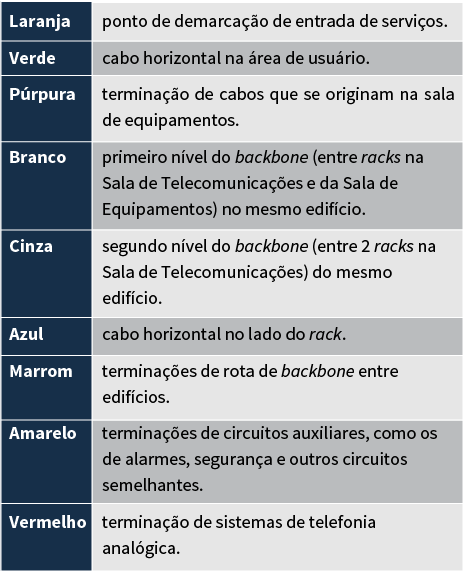 Laranja ponto de demarcação de entrada de serviços.
Verde cabo horizontal na área de usuário.
Púrpura terminação de cabos que se originam na sala
de equipamentos.
Branco primeiro nível do backbone (entre racks na
Sala de Telecomunicações e da Sala de
Equipamentos) no mesmo edifício.
Cinza segundo nível do backbone (entre 2 racks na
Sala de Telecomunicações) do mesmo
edifício.
Azul cabo horizontal no lado do rack.
Marrom terminações de rota de backbone entre
edifícios.
Amarelo terminações de circuitos auxiliares, como os
de alarmes, segurança e outros circuitos
semelhantes.
Vermelho terminação de sistemas de telefonia
analógica.